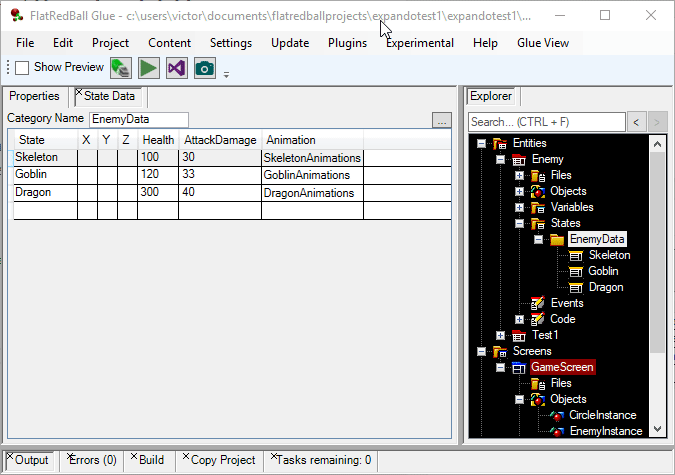 FlatRedBall Glue - c:\users\victor\documents\flatredballprojects\expandotest1\expandotest1\...
File Edit Project Content Settings Update Plugins Experimental Help Glue View
Show Preview
Properties State Data
Category Name EnemyData ...
State X Y Z Health AttackDamage Animation
Skeleton 100 30 SkeletonAnimations
Goblin 120 33 GoblinAnimations
Dragon 300 40 DragonAnimations
Explorer
Search... (CTRL + F) < >
Entities
Enemy
Files
Objects
Variables
States
EnemyData
Skeleton
Goblin
Dragon
Events
Code
Test1
Screens
GameScreen
Files
Objects
CircleInstance
EnemyInstance
Output Errors (0) Build Copy Project Tasks remaining: 0